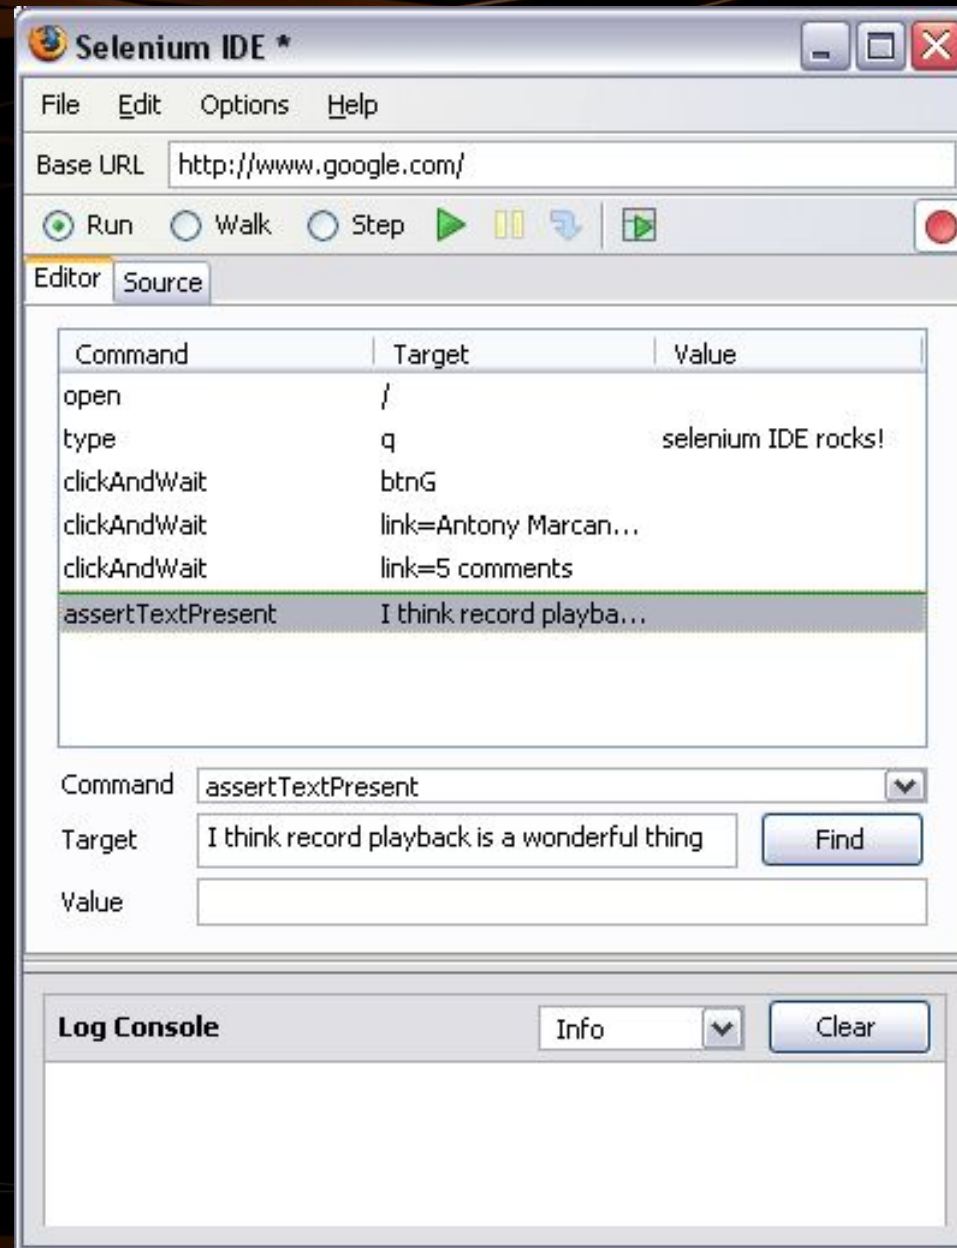 Selenium IDE *
File Edit Options Help
Base URL http://www.google.com/
Run Walk Step
Editor Source
Command Target Value
open /
type q selenium IDE rocks!
clickAndWait btnG
clickAndWait link=Antony Marcan...
clickAndWait link=5 comments
assertTextPresent I think record playba...
Command assertTextPresent
Target I think record playback is a wonderful thing Find
Value
Log Console Info Clear